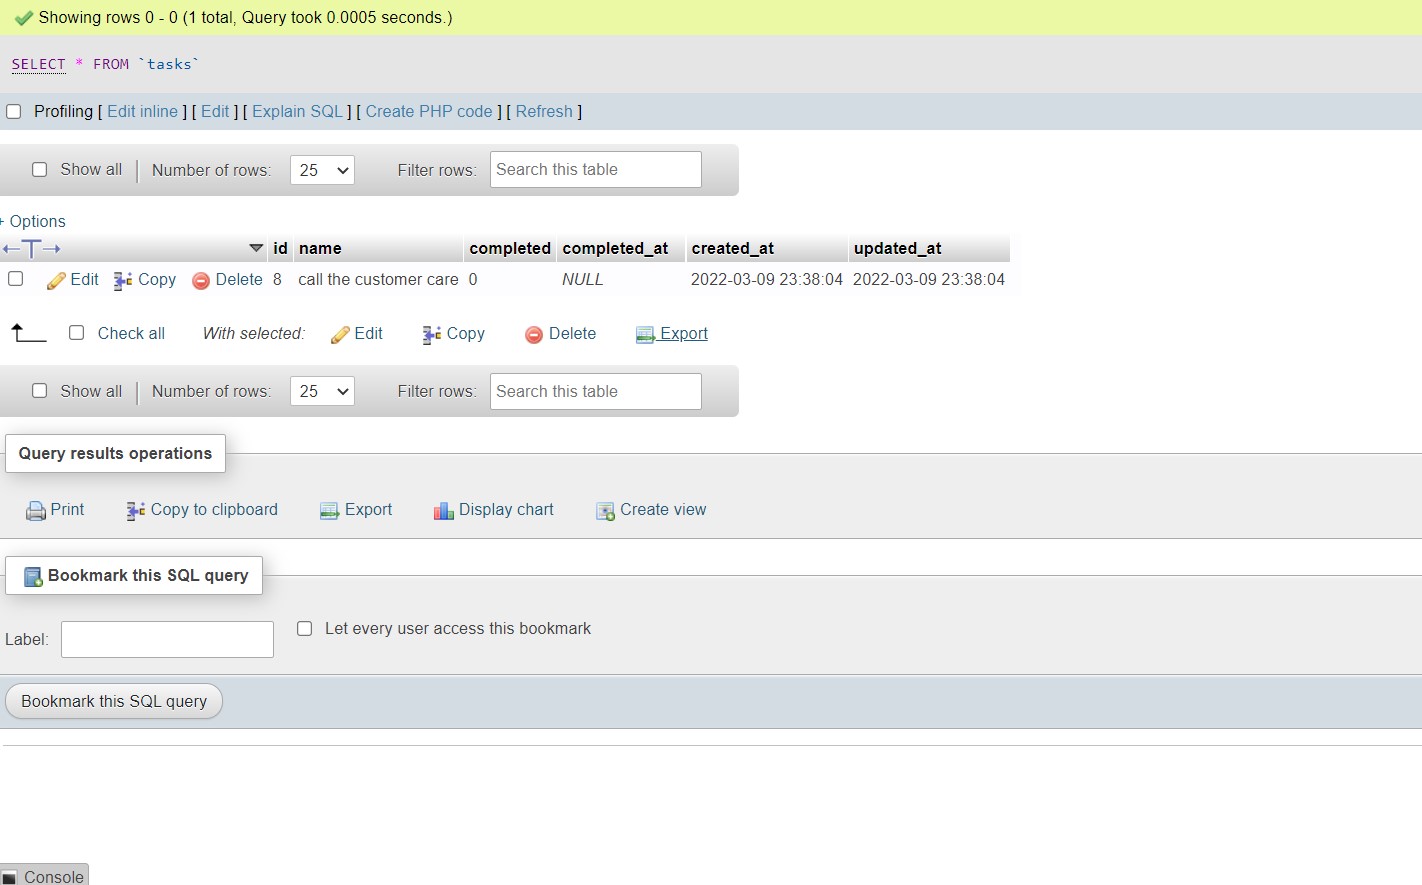 Showing rows 0 - 0 (1 total, Query took 0.0005 seconds.)
SELECT * FROM `tasks`
Profiling [ Edit inline ] [ Edit ] [ Explain SQL ] [ Create PHP code ] [ Refresh ]
Show all Number of rows: 25 Filter rows: Search this table
+ Options
←T→ id name completed completed_at created_at updated_at
Edit Copy Delete 8 call the customer care 0 NULL 2022-03-09 23:38:04 2022-03-09 23:38:04
Check all With selected: Edit Copy Delete Export
Show all Number of rows: 25 Filter rows: Search this table
Query results operations
Print Copy to clipboard Export Display chart Create view
Bookmark this SQL query
Label: Let every user access this bookmark
Bookmark this SQL query
Console